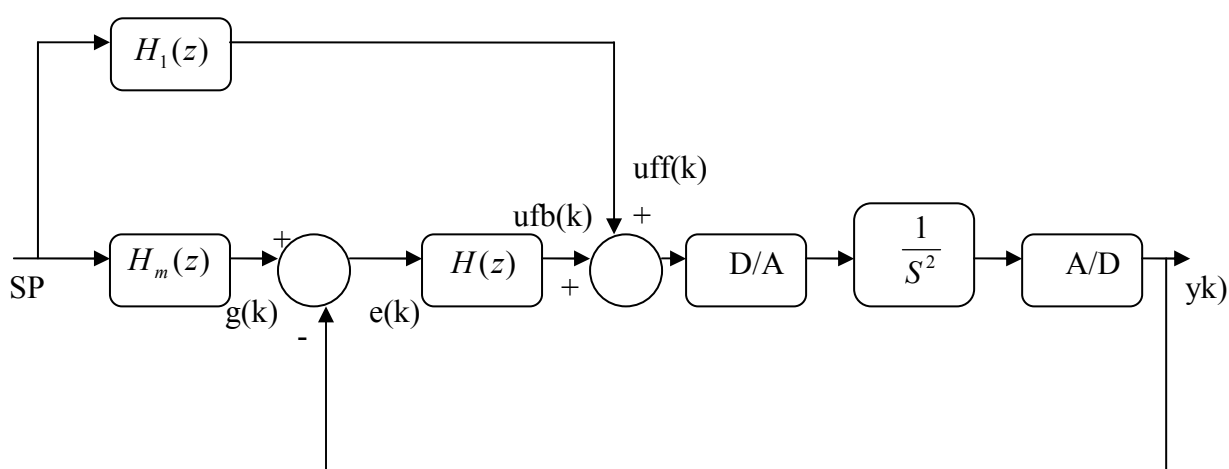 H₁(z)
uff(k)
ufb(k)
+
+
Hₘ(z)
+
H(z)
+
D/A
1
S²
A/D
SP
g(k)
-
e(k)
yk)